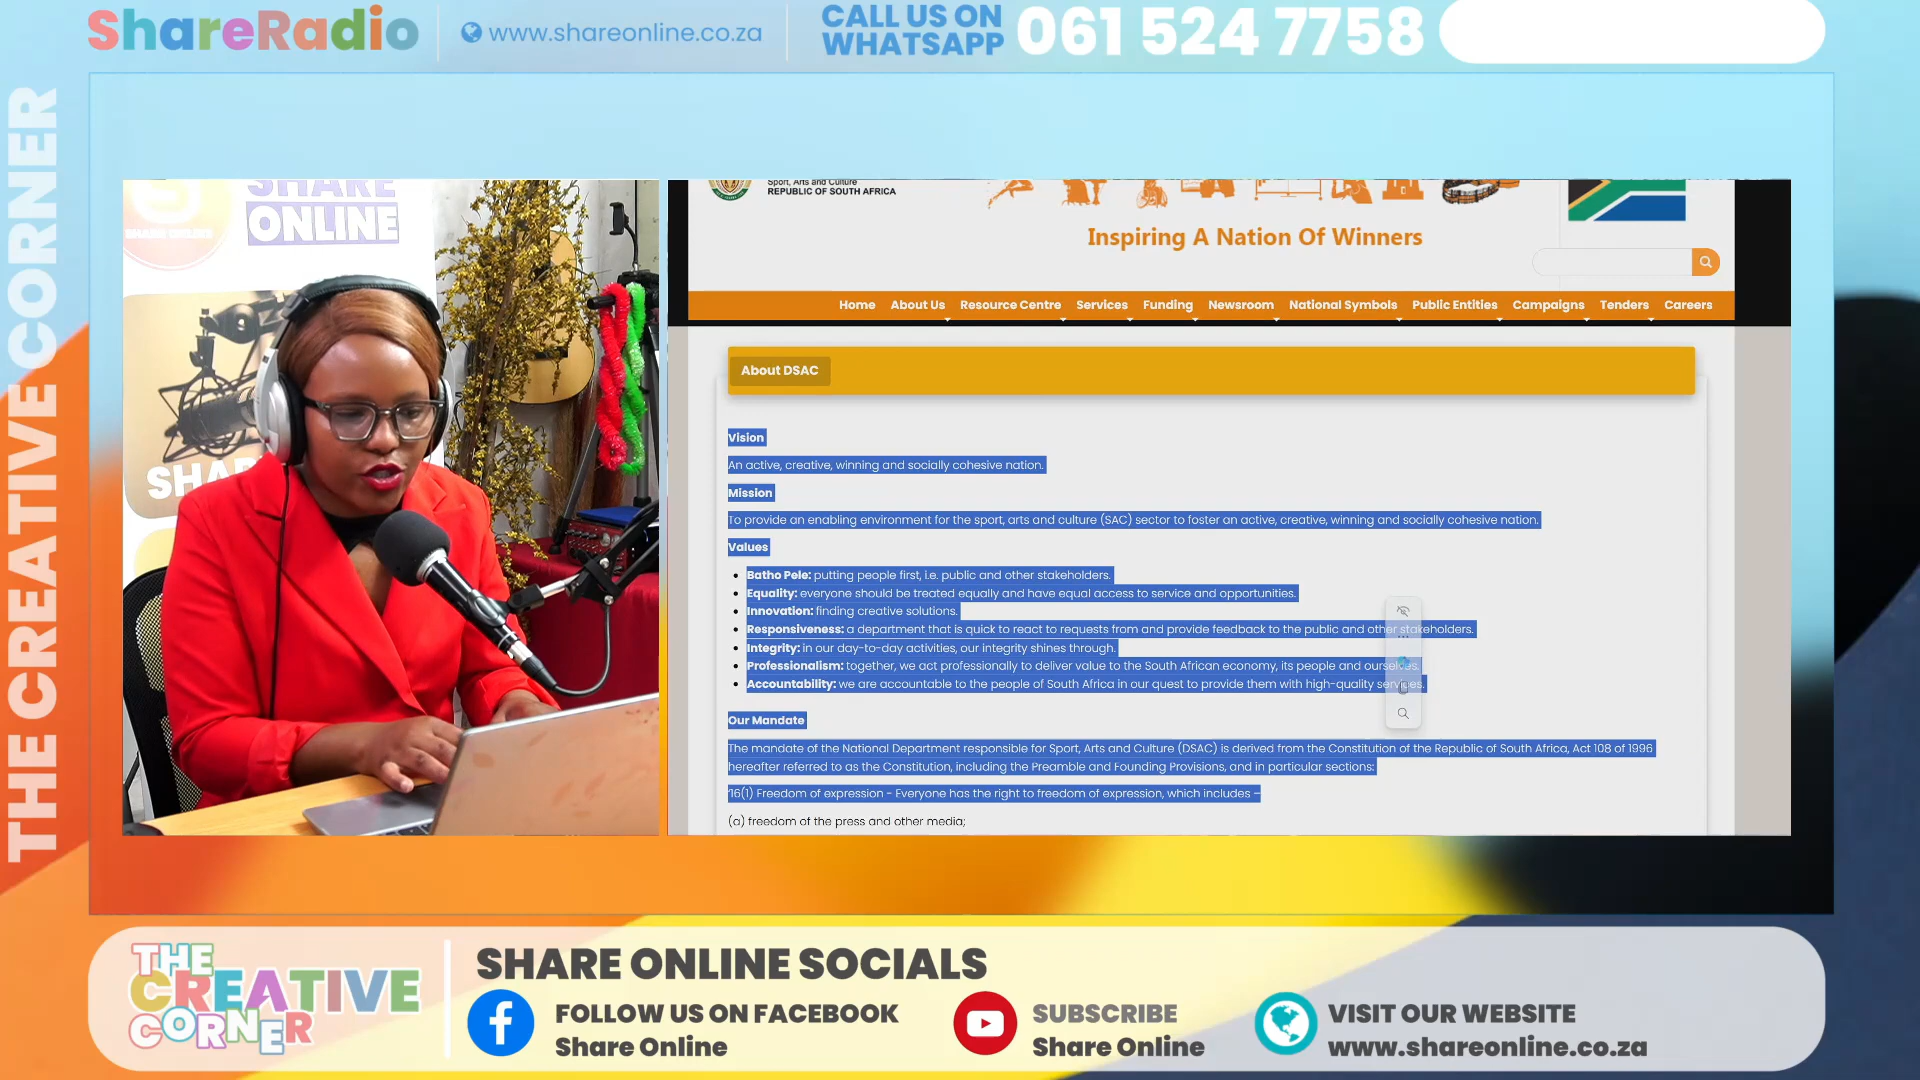 ShareRadio
www.shareonline.co.za
CALL US ON
WHATSAPP
061 524 7758
THE CREATIVE CORNER
SHARE
ONLINE
SHARE ONLINE
SHA
Sport, Arts and Culture
REPUBLIC OF SOUTH AFRICA
Inspiring A Nation Of Winners
Home About Us Resource Centre Services Funding Newsroom National Symbols Public Entities Campaigns Tenders Careers
About DSAC
Vision
An active, creative, winning and socially cohesive nation.
Mission
To provide an enabling environment for the sport, arts and culture (SAC) sector to foster an active, creative, winning and socially cohesive nation.
Values
Batho Pele: putting people first, i.e. public and other stakeholders.
Equality: everyone should be treated equally and have equal access to service and opportunities.
Innovation: finding creative solutions.
Responsiveness: a department that is quick to react to requests from and provide feedback to the public and other stakeholders.
Integrity: in our day-to-day activities, our integrity shines through.
Professionalism: together, we act professionally to deliver value to the South African economy, its people and ourselves.
Accountability: we are accountable to the people of South Africa in our quest to provide them with high-quality services.
Our Mandate
The mandate of the National Department responsible for Sport, Arts and Culture (DSAC) is derived from the Constitution of the Republic of South Africa, Act 108 of 1996
hereafter referred to as the Constitution, including the Preamble and Founding Provisions, and in particular sections:
'16(1) Freedom of expression - Everyone has the right to freedom of expression, which includes –
(a) freedom of the press and other media;
THE
CREATIVE
CORNER
SHARE ONLINE SOCIALS
FOLLOW US ON FACEBOOK
Share Online
SUBSCRIBE
Share Online
VISIT OUR WEBSITE
www.shareonline.co.za